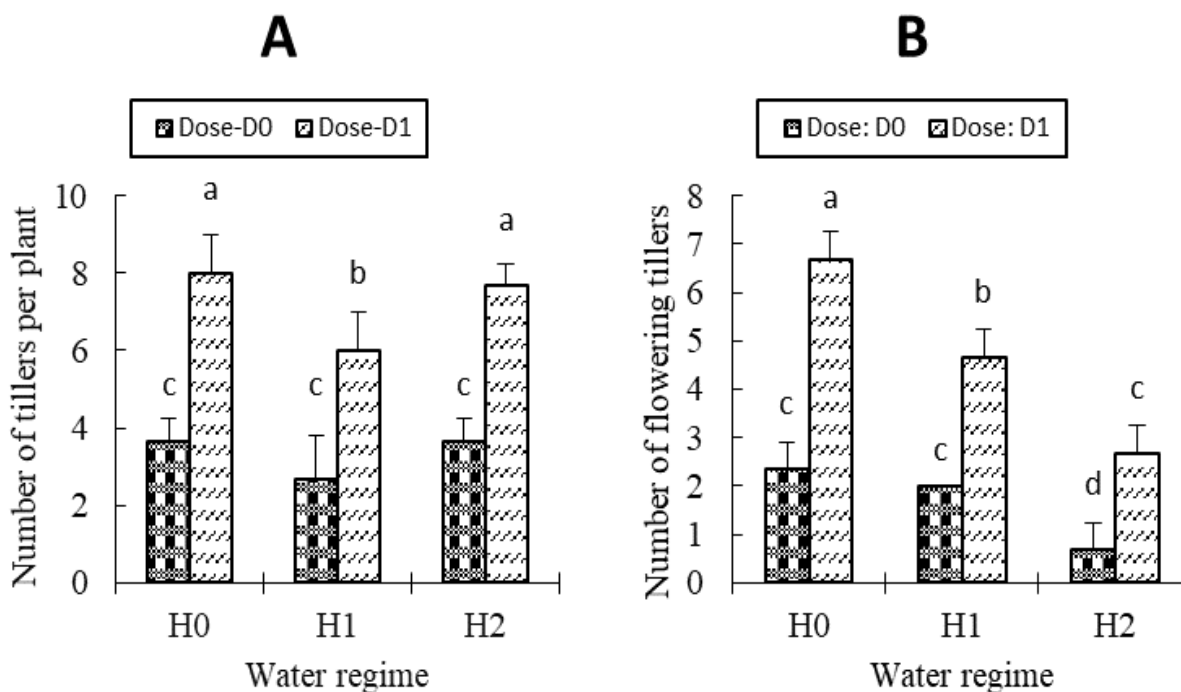 A
Dose-D0 Dose-D1
Number of tillers per plant
10
8
6
4
2
0
a
b
a
c
c
c
H0 H1 H2
Water regime
B
Dose: D0 Dose: D1
Number of flowering tillers
8
7
6
5
4
3
2
1
0
a
b
c
c
c
d
H0 H1 H2
Water regime